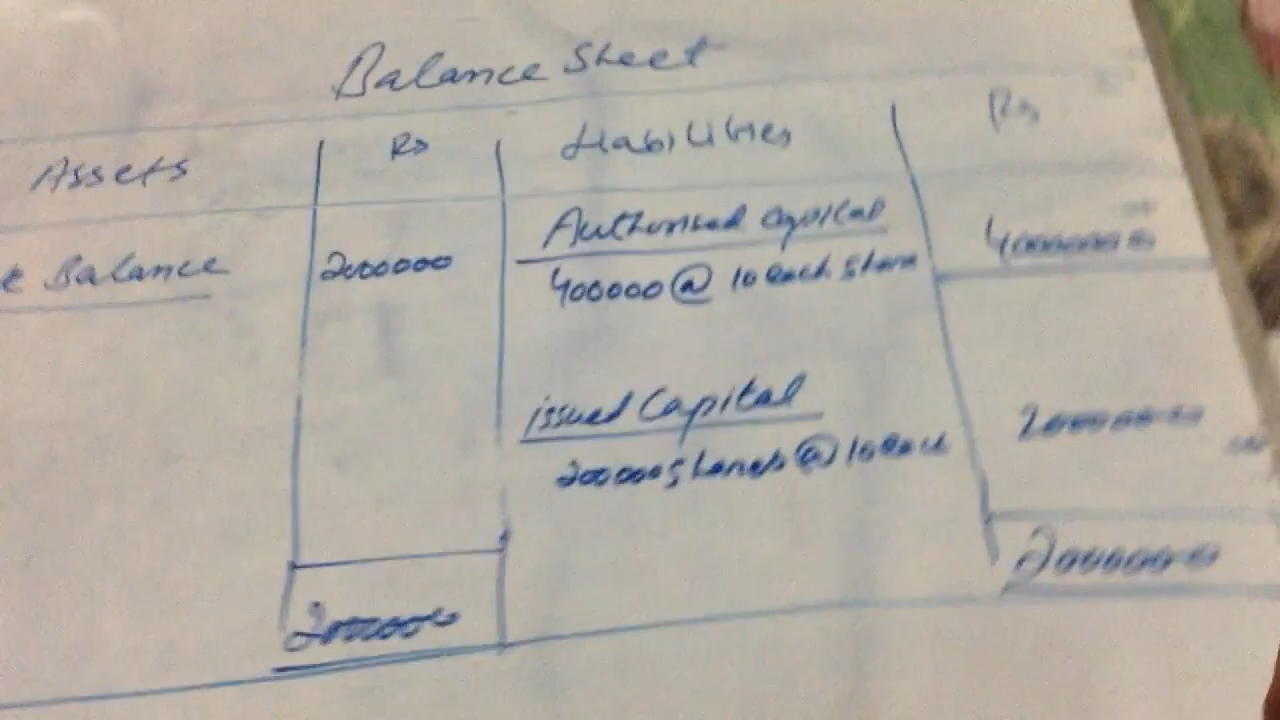 Balance Sheet
Assets Rs Liabilities Rs
Balance 2000000 Authorised Capital 4000000
400000 @ 10 each share
issued Capital 2000000
200000 shares @ 10 each
2000000 2000000